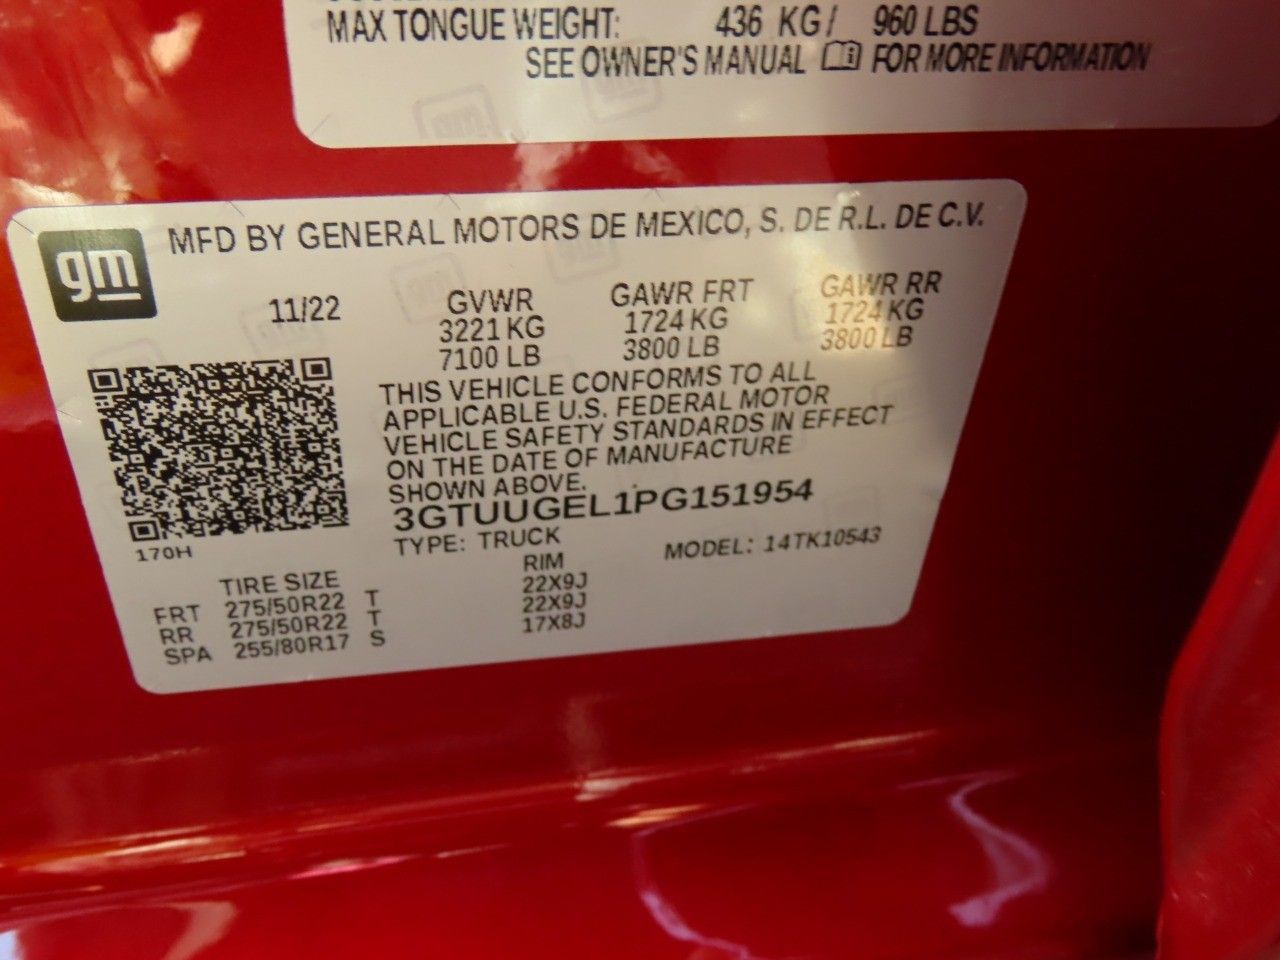 MAX TONGUE WEIGHT: 436 KG/ 960 LBS
SEE OWNER'S MANUAL FOR MORE INFORMATION
gm
MFD BY GENERAL MOTORS DE MEXICO, S. DE R.L. DE C.V.
11/22 GVWR GAWR FRT GAWR RR
3221 KG 1724 KG 1724 KG
7100 LB 3800 LB 3800 LB
THIS VEHICLE CONFORMS TO ALL
APPLICABLE U.S. FEDERAL MOTOR
VEHICLE SAFETY STANDARDS IN EFFECT
ON THE DATE OF MANUFACTURE
SHOWN ABOVE.
3GTUUGEL1PG151954
170H TYPE: TRUCK MODEL: 14TK10543
TIRE SIZE RIM
FRT 275/50R22 T 22X9J
RR 275/50R22 T 22X9J
SPA 255/80R17 S 17X8J